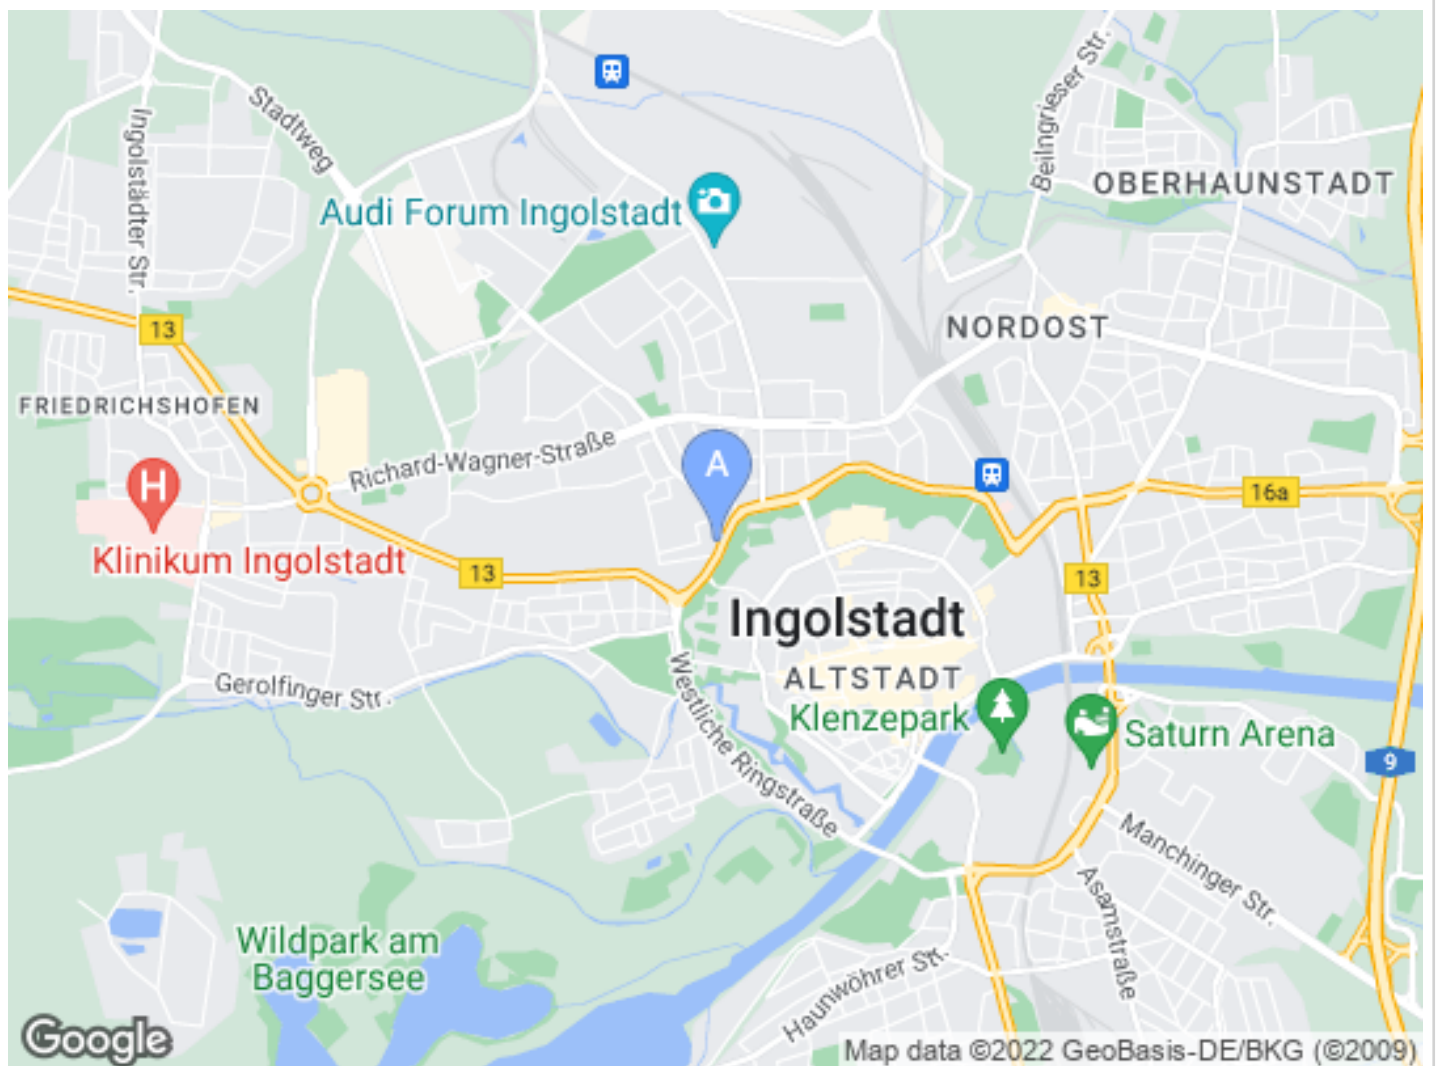 Stadtweg
Ingolstädter Str.
Beilngrieser Str.
OBERHAUNSTADT
Audi Forum Ingolstadt
13
NORDOST
FRIEDRICHSHOFEN
Richard-Wagner-Straße
A
H
16a
Klinikum Ingolstadt
13
13
Ingolstadt
ALTSTADT
Gerolfinger Str.
Westliche Ringstraße
Klenzepark
Saturn Arena
9
Manchinger Str.
Asamstraße
Wildpark am
Baggersee
Haunwöhrer Str.
Google
Map data ©2022 GeoBasis-DE/BKG (©2009)